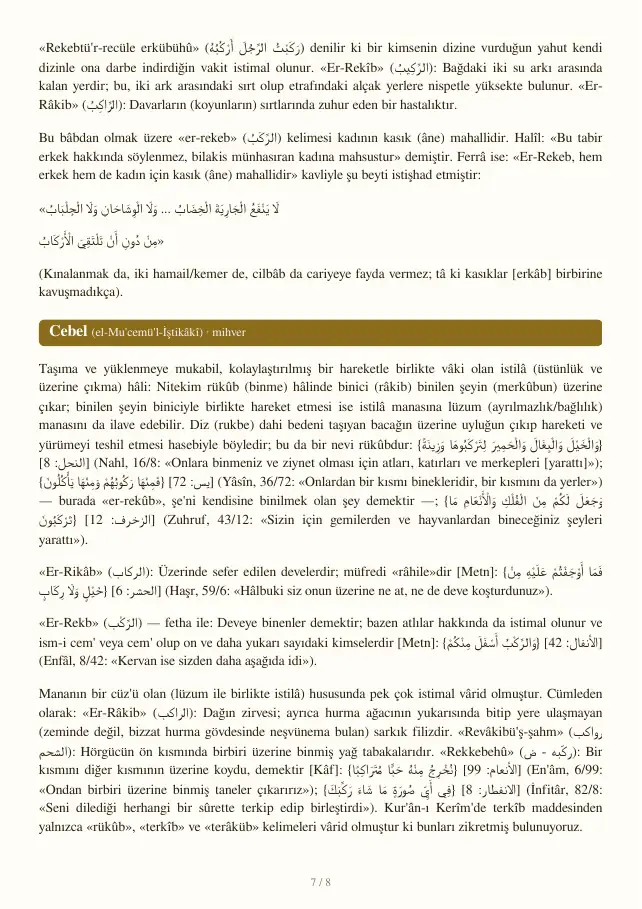 «Rekebtü'r-recüle erkübühû» (رَكَبْتُ الرَّجُلَ أَرْكُبُهُ) denilir ki bir kimsenin dizine vurduğun yahut kendi
dizinle ona darbe indirdiğin vakit istimal olunur. «Er-Rekîb» (الرَّكِيبُ): Bağdaki iki su arkı arasında
kalan yerdir; bu, iki ark arasındaki sırt olup etrafındaki alçak yerlere nispetle yüksekte bulunur. «Er-
Râkib» (الرَّاكِبُ): Davarların (koyunların) sırtlarında zuhur eden bir hastalıktır.
Bu bâbdan olmak üzere «er-rekeb» (الرَّكَبُ) kelimesi kadının kasık (âne) mahallidir. Halîl: «Bu tabir
erkek hakkında söylenmez, bilakis münhasıran kadına mahsustur» demiştir. Ferrâ ise: «Er-Rekeb, hem
erkek hem de kadın için kasık (âne) mahallidir» kavliyle şu beyti istişhad etmiştir:
«لَا يَنْفَعُ الْجَارِيَةَ الْخِضَابُ ... وَلَا الْوِشَاحَانِ وَلَا الْجِلْبَابُ
مِنْ دُونِ أَنْ تَلْتَقِيَ الْأَرْكَابُ»
(Kınalanmak da, iki hamail/kemer de, cilbâb da cariyeye fayda vermez; tâ ki kasıklar [erkâb] birbirine
kavuşmadıkça).
Cebel (el-Mu'cemü'l-İştikâkî) · mihver
Taşıma ve yüklenmeye mukabil, kolaylaştırılmış bir hareketle birlikte vâki olan istilâ (üstünlük ve
üzerine çıkma) hâli: Nitekim rükûb (binme) hâlinde binici (râkib) binilen şeyin (merkûbun) üzerine
çıkar; binilen şeyin biniciyle birlikte hareket etmesi ise istilâ manasına lüzum (ayrılmazlık/bağlılık)
manasını da ilave edebilir. Diz (rukbe) dahi bedeni taşıyan bacağın üzerine uyluğun çıkıp hareketi ve
yürümeyi teshil etmesi hasebiyle böyledir; bu da bir nevi rükûbdur: {وَالْخَيْلَ وَالْبِغَالَ وَالْحَمِيرَ لِتَرْكَبُوهَا وَزِينَةً}
[النحل: 8] (Nahl, 16/8: «Onlara binmeniz ve ziynet olması için atları, katırları ve merkepleri [yarattı]»);
{فَمِنْهَا رَكُوبُهُمْ وَمِنْهَا يَأْكُلُونَ} [يس: 72] (Yâsîn, 36/72: «Onlardan bir kısmı binekleridir, bir kısmını da yerler»)
— burada «er-rekûb», şe'ni kendisine binilmek olan şey demektir —; {وَجَعَلَ لَكُمْ مِنَ الْفُلْكِ وَالْأَنْعَامِ مَا
تَرْكَبُونَ} [الزخرف: 12] (Zuhruf, 43/12: «Sizin için gemilerden ve hayvanlardan bineceğiniz şeyleri
yarattı»).
«Er-Rikâb» (الركاب): Üzerinde sefer edilen develerdir; müfredi «râhile»dir [Metn]: {فَمَا أَوْجَفْتُمْ عَلَيْهِ مِنْ
خَيْلٍ وَلَا رِكَابٍ} [الحشر: 6] (Haşr, 59/6: «Hâlbuki siz onun üzerine ne at, ne de deve koşturdunuz»).
«Er-Rekb» (الرَّكْب) — fetha ile: Deveye binenler demektir; bazen atlılar hakkında da istimal olunur ve
ism-i cem' veya cem' olup on ve daha yukarı sayıdaki kimselerdir [Metn]: {وَالرَّكْبُ أَسْفَلَ مِنْكُمْ} [الأنفال: 42]
(Enfâl, 8/42: «Kervan ise sizden daha aşağıda idi»).
Mananın bir cüz'ü olan (lüzum ile birlikte istilâ) hususunda pek çok istimal vârid olmuştur. Cümleden
olarak: «Er-Râkib» (الراكب): Dağın zirvesi; ayrıca hurma ağacının yukarısında bitip yere ulaşmayan
(zeminde değil, bizzat hurma gövdesinde neşvünema bulan) sarkık filizdir. «Revâkibü'ş-şahm» (رواكب
الشحم): Hörgücün ön kısmında birbiri üzerine binmiş yağ tabakalarıdır. «Rekkebehû» (ركّبه - ض): Bir
kısmını diğer kısmının üzerine koydu, demektir [Kâf]: {نُخْرِجُ مِنْهُ حَبًّا مُتَرَاكِبًا} [الأنعام: 99] (En'âm, 6/99:
«Ondan birbiri üzerine binmiş taneler çıkarırız»); {فِي أَيِّ صُورَةٍ مَا شَاءَ رَكَّبَكَ} [الانفطار: 8] (İnfitâr, 82/8:
«Seni dilediği herhangi bir sûrette terkip edip birleştirdi»). Kur'ân-ı Kerîm'de terkîb maddesinden
yalnızca «rükûb», «terkîb» ve «teraküb» kelimeleri vârid olmuştur ki bunları zikretmiş bulunuyoruz.
7 / 8